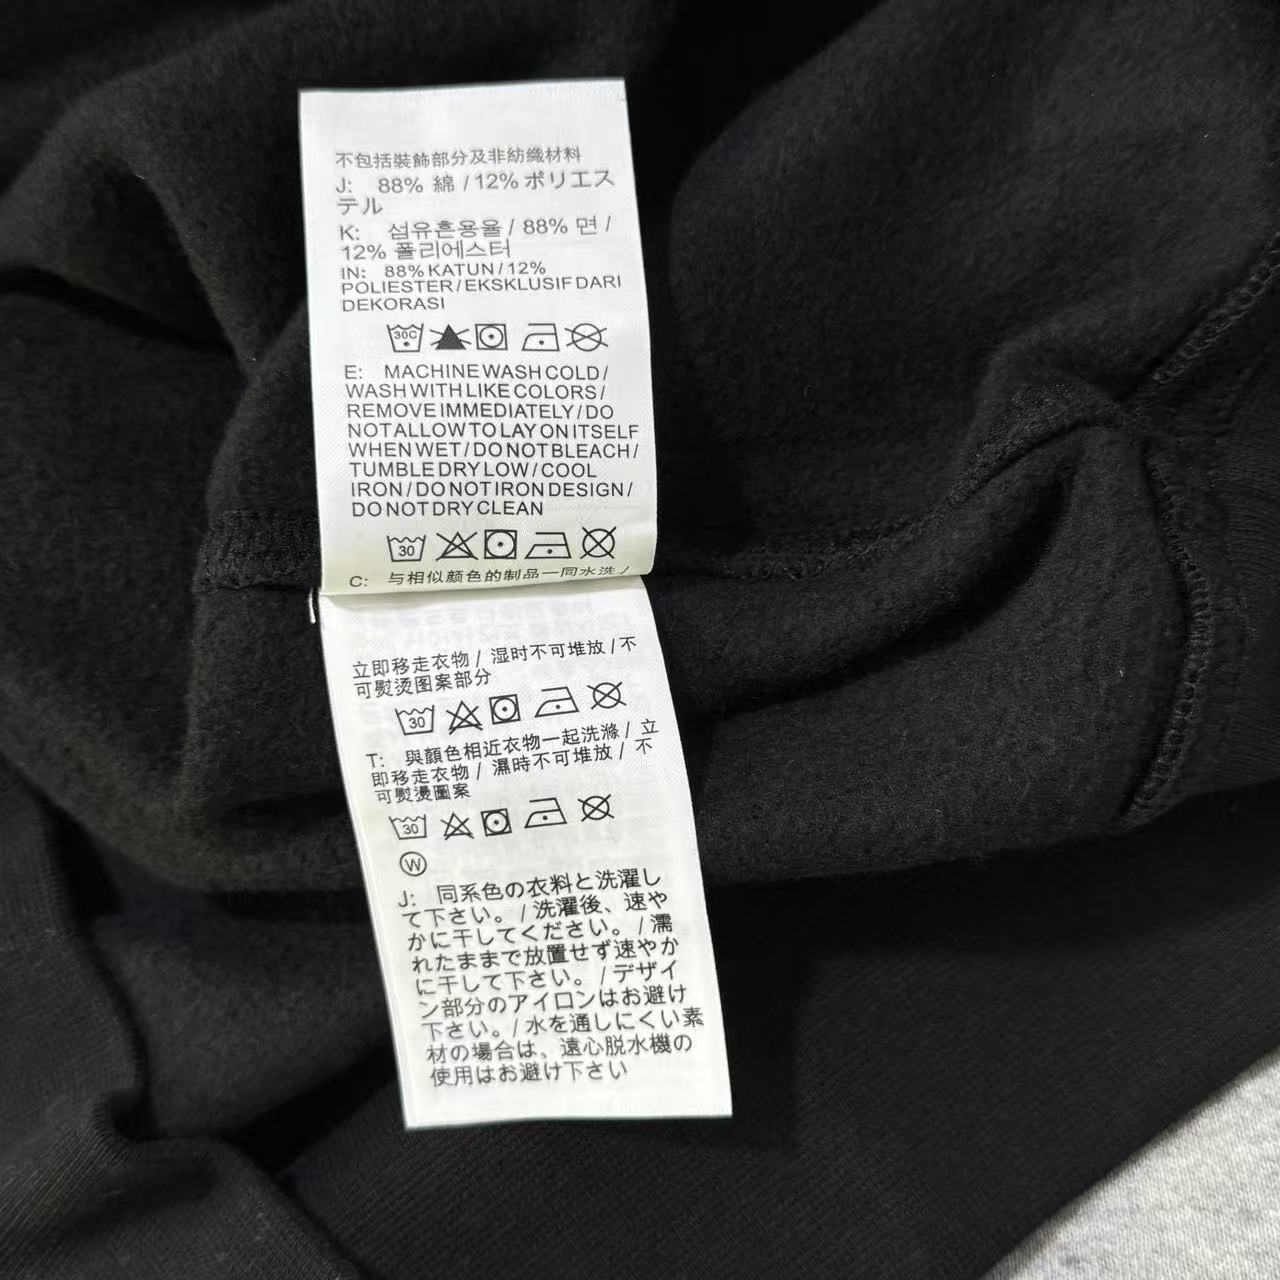 不包括裝飾部分及非紡織材料
J: 88% 綿 / 12% ポリエス
テル
K: 섬유혼용율 / 88% 면 /
12% 폴리에스터
IN: 88% KATUN / 12%
POLIESTER / EKSKLUSIF DARI
DEKORASI
30C
E: MACHINE WASH COLD /
WASH WITH LIKE COLORS /
REMOVE IMMEDIATELY / DO
NOT ALLOW TO LAY ON ITSELF
WHEN WET / DO NOT BLEACH /
TUMBLE DRY LOW / COOL
IRON / DO NOT IRON DESIGN /
DO NOT DRY CLEAN
30
C: 与相似颜色的制品一同水洗 /
立即移走衣物 / 湿时不可堆放 / 不
可熨烫图案部分
30
T: 與顏色相近衣物一起洗滌 / 立
即移走衣物 / 濕時不可堆放 / 不
可熨燙圖案
30
W
J: 同系色の衣料と洗濯し
て下さい。 / 洗濯後、速や
かに干してください。 / 濡
れたままで放置せず速やか
に干して下さい。 / デザイ
ン部分のアイロンはお避け
下さい。 / 水を通しにくい素
材の場合は、遠心脱水機の
使用はお避け下さい